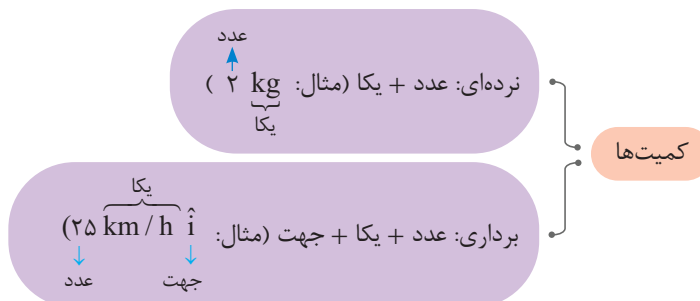 عدد
نرده‌ای: عدد + یکا (مثال: ۲ kg )
یکا
کمیت‌ها
یکا
برداری: عدد + یکا + جهت (مثال: ۲۵ km / h î)
عدد
جهت